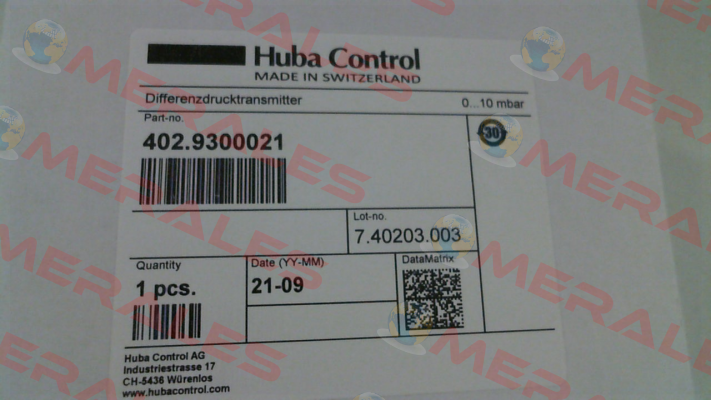 Huba Control
MADE IN SWITZERLAND
Differenzdrucktransmitter 0...10 mbar
Part-no.
402.9300021
30
Lot-no.
7.40203.003
Quantity
1 pcs.
Date (YY-MM)
21-09
DataMatrix
Huba Control AG
Industriestrasse 17
CH-5436 Würenlos
www.hubacontrol.com
MERALES
MERALES
MERALES
MERALES
MERALES